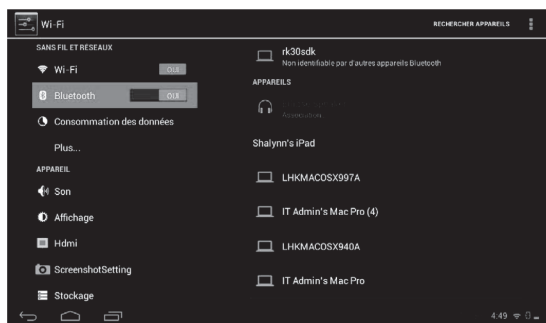 Wi-Fi
RECHERCHER APPAREILS
SANS FIL ET RÉSEAUX
Wi-Fi
OUI
Bluetooth
OUI
Consommation des données
Plus...
APPAREIL
Son
Affichage
Hdmi
ScreenshotSetting
Stockage
rk30sdk
Non identifiable par d'autres appareils Bluetooth
APPAREILS
Association
Shalynn's iPad
LHKMACOSX997A
IT Admin's Mac Pro (4)
LHKMACOSX940A
IT Admin's Mac Pro
4:49